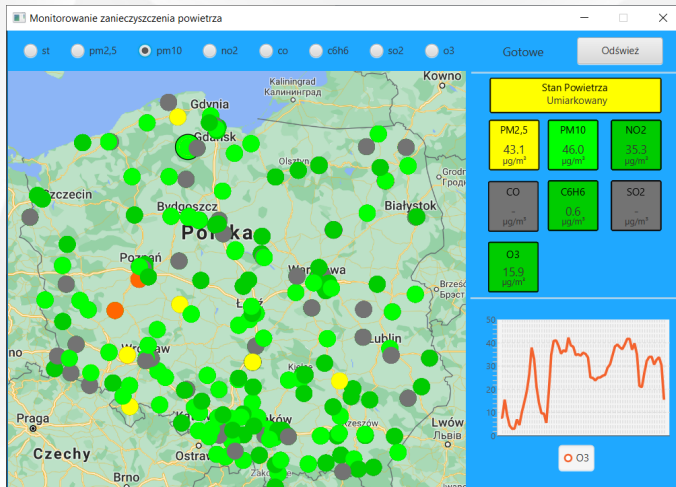 Monitorowanie zanieczyszczenia powietrza
st pm2,5 pm10 no2 co c6h6 so2 o3
Gotowe
Odśwież
Kaliningrad
Калининград
Kowno
Gdynia
Gdańsk
Olsztyn
Szczecin
Bydgoszcz
Białystok
Polska
Poznań
Łódź
Lublin
Praga
Czechy
Brno
Kraków
Rzeszów
Lwów
Львів
Stan Powietrza
Umiarkowany
PM2,5
43.1
µg/m³
PM10
46.0
µg/m³
NO2
35.3
µg/m³
CO
-
µg/m³
C6H6
0.6
µg/m³
SO2
-
µg/m³
O3
15.9
µg/m³
50
40
30
20
10
0
O3